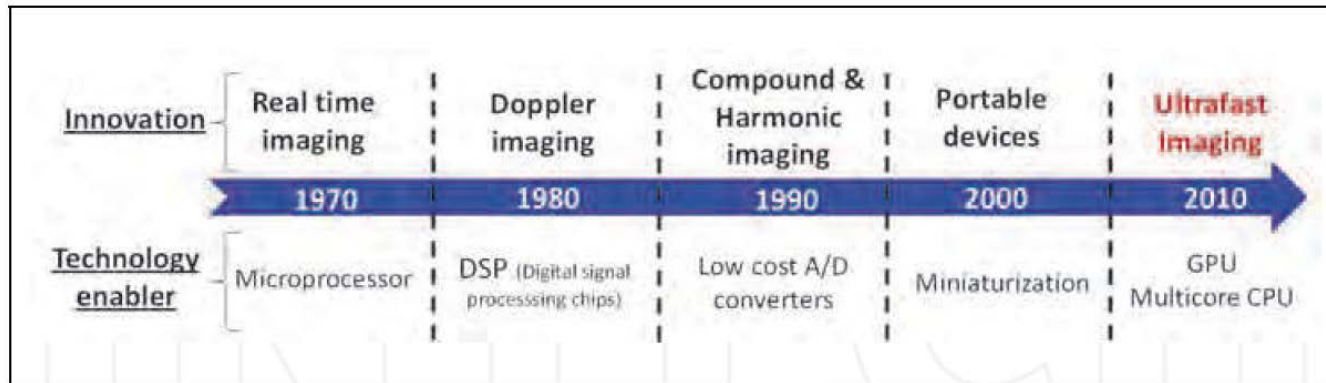 Innovation
Real time
imaging
Doppler
imaging
Compound &
Harmonic
imaging
Portable
devices
Ultrafast
Imaging
1970
1980
1990
2000
2010
Technology
enabler
Microprocessor
DSP (Digital signal
processsing chips)
Low cost A/D
converters
Miniaturization
GPU
Multicore CPU